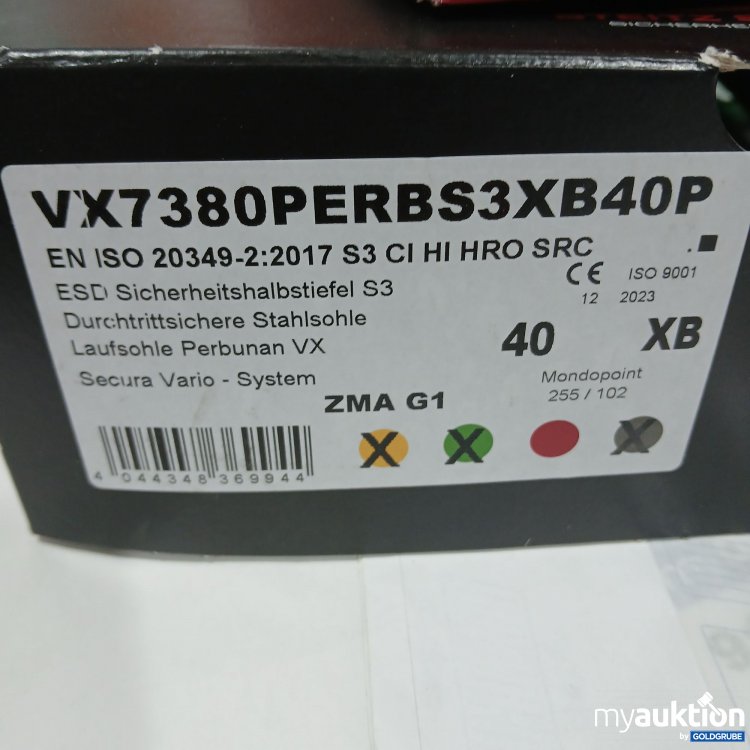 VX7380PERBS3XB40P
EN ISO 20349-2:2017 S3 CI HI HRO SRC
ESD Sicherheitshalbstiefel S3
CE ISO 9001
12 2023
Durchtrittsichere Stahlsohle
Laufsohle Perbunan VX
40 XB
Secura Vario - System
Mondopoint
255 / 102
ZMA G1
X X X
4 044348 369944
myauktion
by GOLDGRUBE